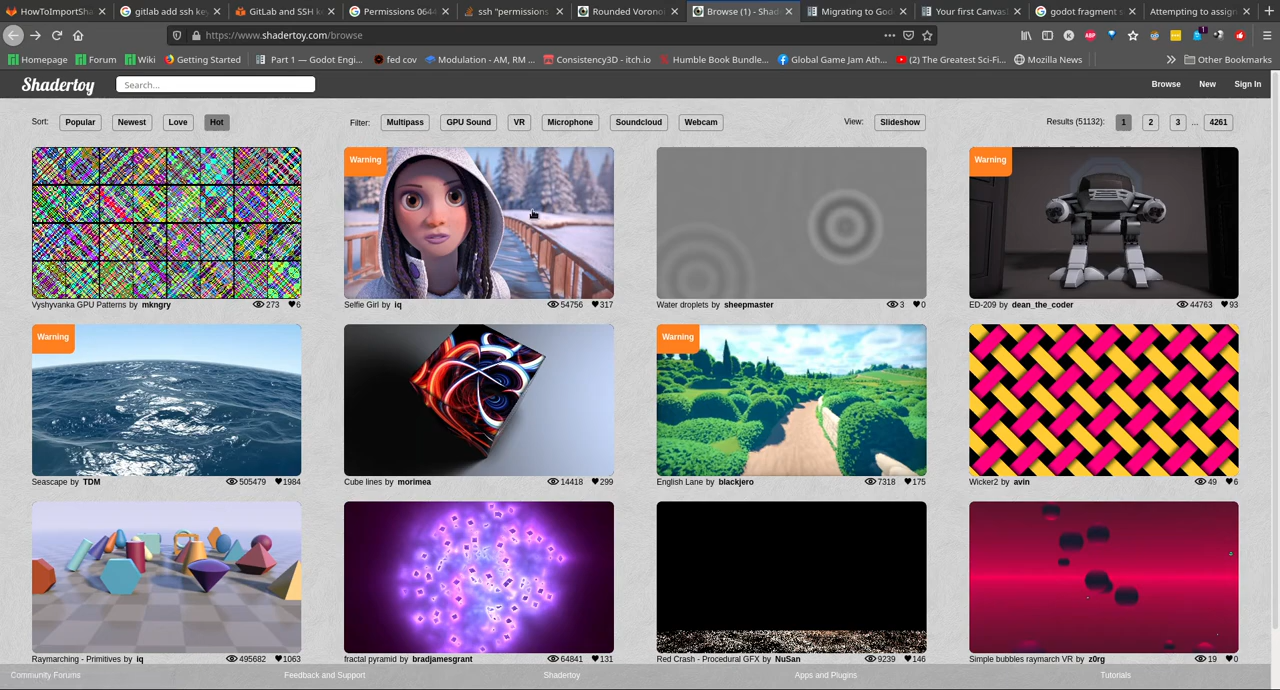 HowToImportSha
gitlab add ssh key
GitLab and SSH k
Permissions 0644
ssh "permissions
Rounded Vorono
Browse (1) - Shad
Migrating to God
Your first Canvas
godot fragment s
Attempting to assign
https://www.shadertoy.com/browse
Homepage
Forum
Wiki
Getting Started
Part 1 — Godot Engi...
fed cov
Modulation - AM, RM ...
Consistency3D - itch.io
Humble Book Bundle...
Global Game Jam Ath...
(2) The Greatest Sci-Fi...
Mozilla News
Other Bookmarks
Shadertoy
Search...
Browse
New
Sign In
Sort: Popular Newest Love Hot
Filter: Multipass GPU Sound VR Microphone Soundcloud Webcam
View: Slideshow
Results (51132): 1 2 3 ... 4261
Warning
Warning
Vyshyvanka GPU Patterns by mkngry 273 6
Selfie Girl by iq 54756 317
Water droplets by sheepmaster 3 0
ED-209 by dean_the_coder 44763 93
Warning
Warning
Seascape by TDM 505479 1984
Cube lines by morimea 14418 299
English Lane by blackjero 7318 175
Wicker2 by avin 49 6
Raymarching - Primitives by iq 495682 1063
fractal pyramid by bradjamesgrant 64841 131
Red Crash - Procedural GFX by NuSan 9239 146
Simple bubbles raymarch VR by z0rg 19 0
Community Forums
Feedback and Support
Shadertoy
Apps and Plugins
Tutorials